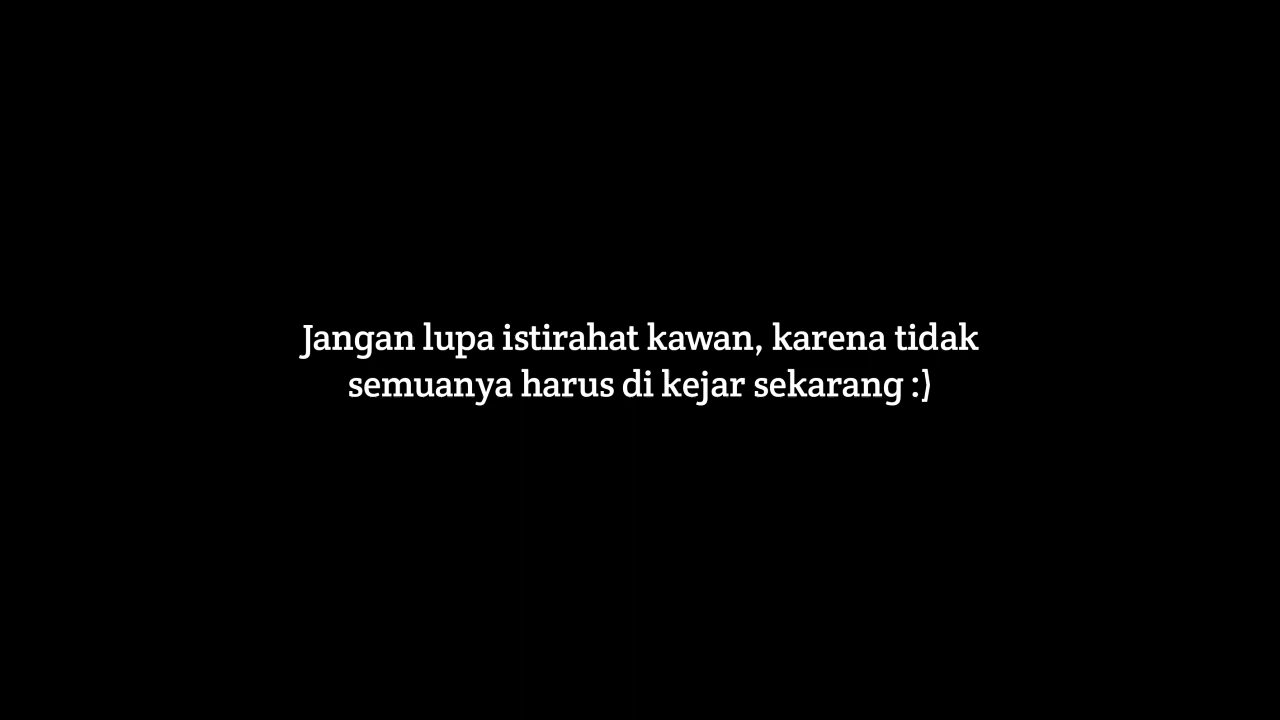 Jangan lupa istirahat kawan, karena tidak
semuanya harus di kejar sekarang :)